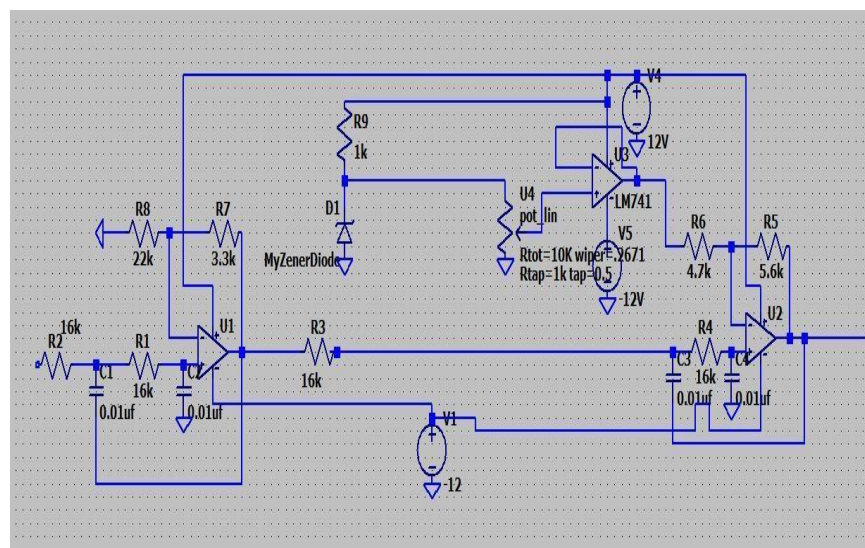 V4
12V
R9
1k
U3
LM741
U4
pot_lin
Rtot=10K wiper=.2671
Rtap=1k tap=0.5
D1
MyZenerDiode
V5
-12V
R8
22k
R7
3.3k
R6
4.7k
R5
5.6k
R2
16k
R1
16k
U1
C1
0.01uf
C2
0.01uf
R3
16k
C3
0.01uf
R4
16k
C4
0.01uf
U2
V1
-12